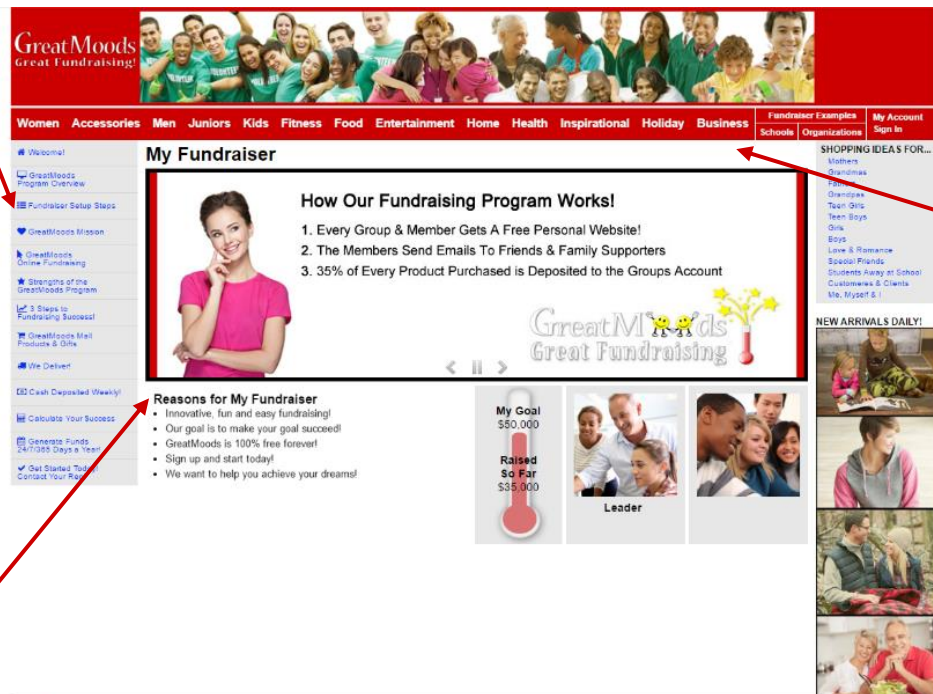 GreatMoods
Great Fundraising!
Women Accessories Men Juniors Kids Fitness Food Entertainment Home Health Inspirational Holiday Business
Fundraiser Examples
Schools Organizations
My Account
Sign In
Welcome!
GreatMoods
Program Overview
Fundraiser Setup Steps
GreatMoods Mission
GreatMoods
Online Fundraising
Strengths of the
GreatMoods Program
3 Steps to
Fundraising Success!
GreatMoods Mall
Products & Gifts
We Deliver!
Cash Deposited Weekly!
Calculate Your Success
Generate Funds
24/7/365 Days a Year!
Get Started Today!
Contact Your Rep!
My Fundraiser
How Our Fundraising Program Works!
1. Every Group & Member Gets A Free Personal Website!
2. The Members Send Emails To Friends & Family Supporters
3. 35% of Every Product Purchased is Deposited to the Groups Account
GreatMoods
Great Fundraising
Reasons for My Fundraiser
Innovative, fun and easy fundraising!
Our goal is to make your goal succeed!
GreatMoods is 100% free forever!
Sign up and start today!
We want to help you achieve your dreams!
My Goal
$50,000
Raised
So Far
$35,000
Leader
SHOPPING IDEAS FOR...
Mothers
Grandmas
Fathers
Grandpas
Teen Girls
Teen Boys
Girls
Boys
Love & Romance
Special Friends
Students Away at School
Customeres & Clients
Me, Myself & I
NEW ARRIVALS DAILY!